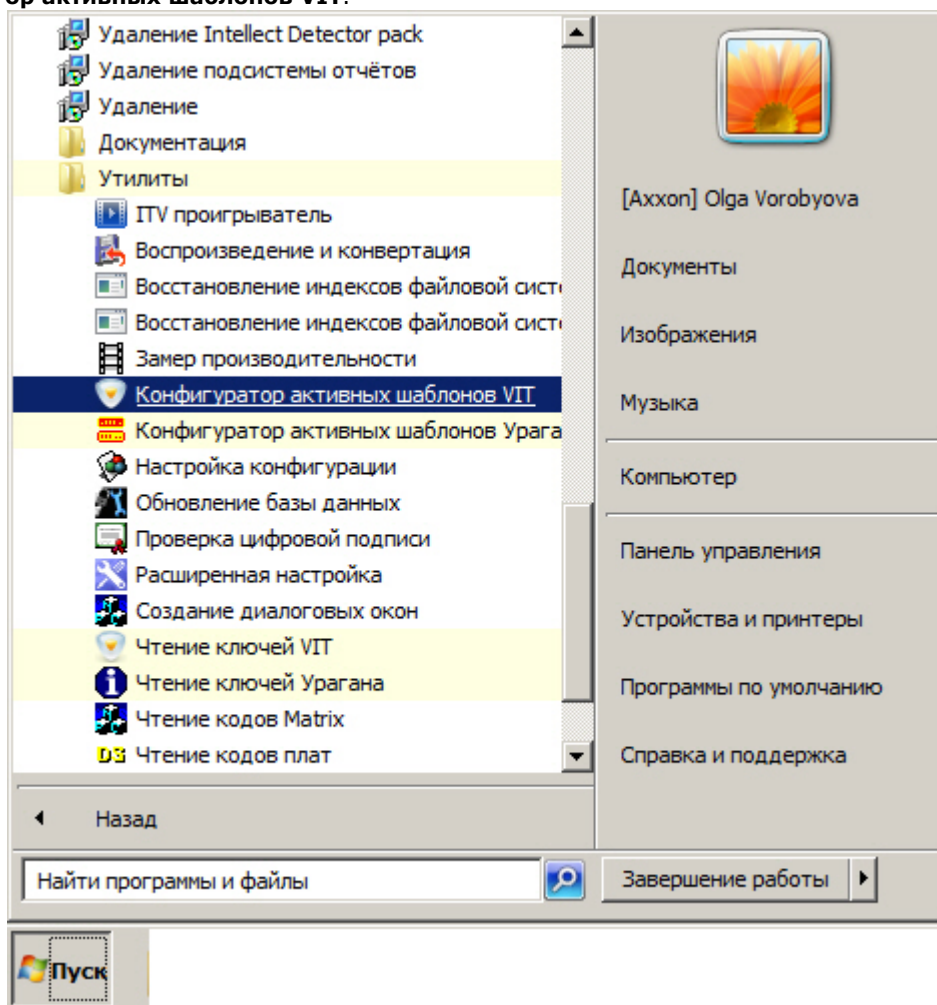 ор активных шаблонов VIT.
Удаление Intellect Detector pack
Удаление подсистемы отчётов
Удаление
Документация
Утилиты
ITV проигрыватель
Воспроизведение и конвертация
Восстановление индексов файловой сист
Восстановление индексов файловой сист
Замер производительности
Конфигуратор активных шаблонов VIT
Конфигуратор активных шаблонов Урага
Настройка конфигурации
Обновление базы данных
Проверка цифровой подписи
Расширенная настройка
Создание диалоговых окон
Чтение ключей VIT
Чтение ключей Урагана
Чтение кодов Matrix
Чтение кодов плат
Назад
Найти программы и файлы
[Axxon] Olga Vorobyova
Документы
Изображения
Музыка
Компьютер
Панель управления
Устройства и принтеры
Программы по умолчанию
Справка и поддержка
Завершение работы
Пуск